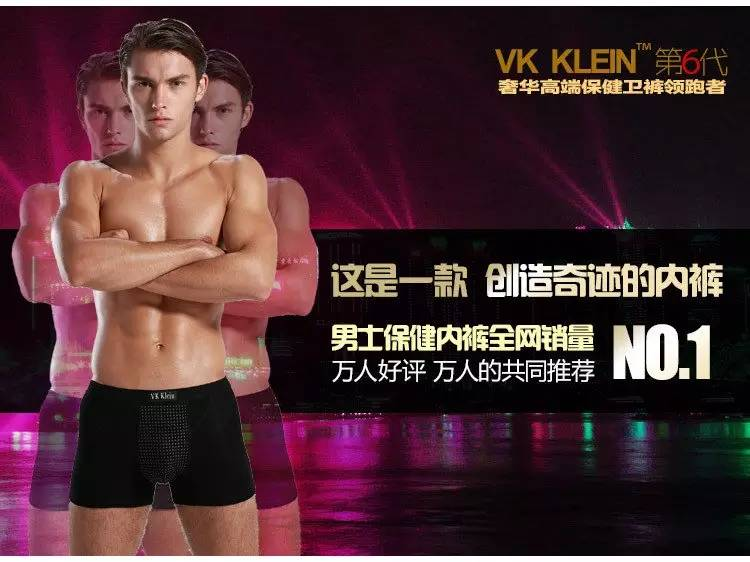 VK KLEIN™ 第6代
奢华高端保健卫裤领跑者
这是一款 创造奇迹的内裤
男士保健内裤全网销量
万人好评 万人的共同推荐
NO.1
VK Klein